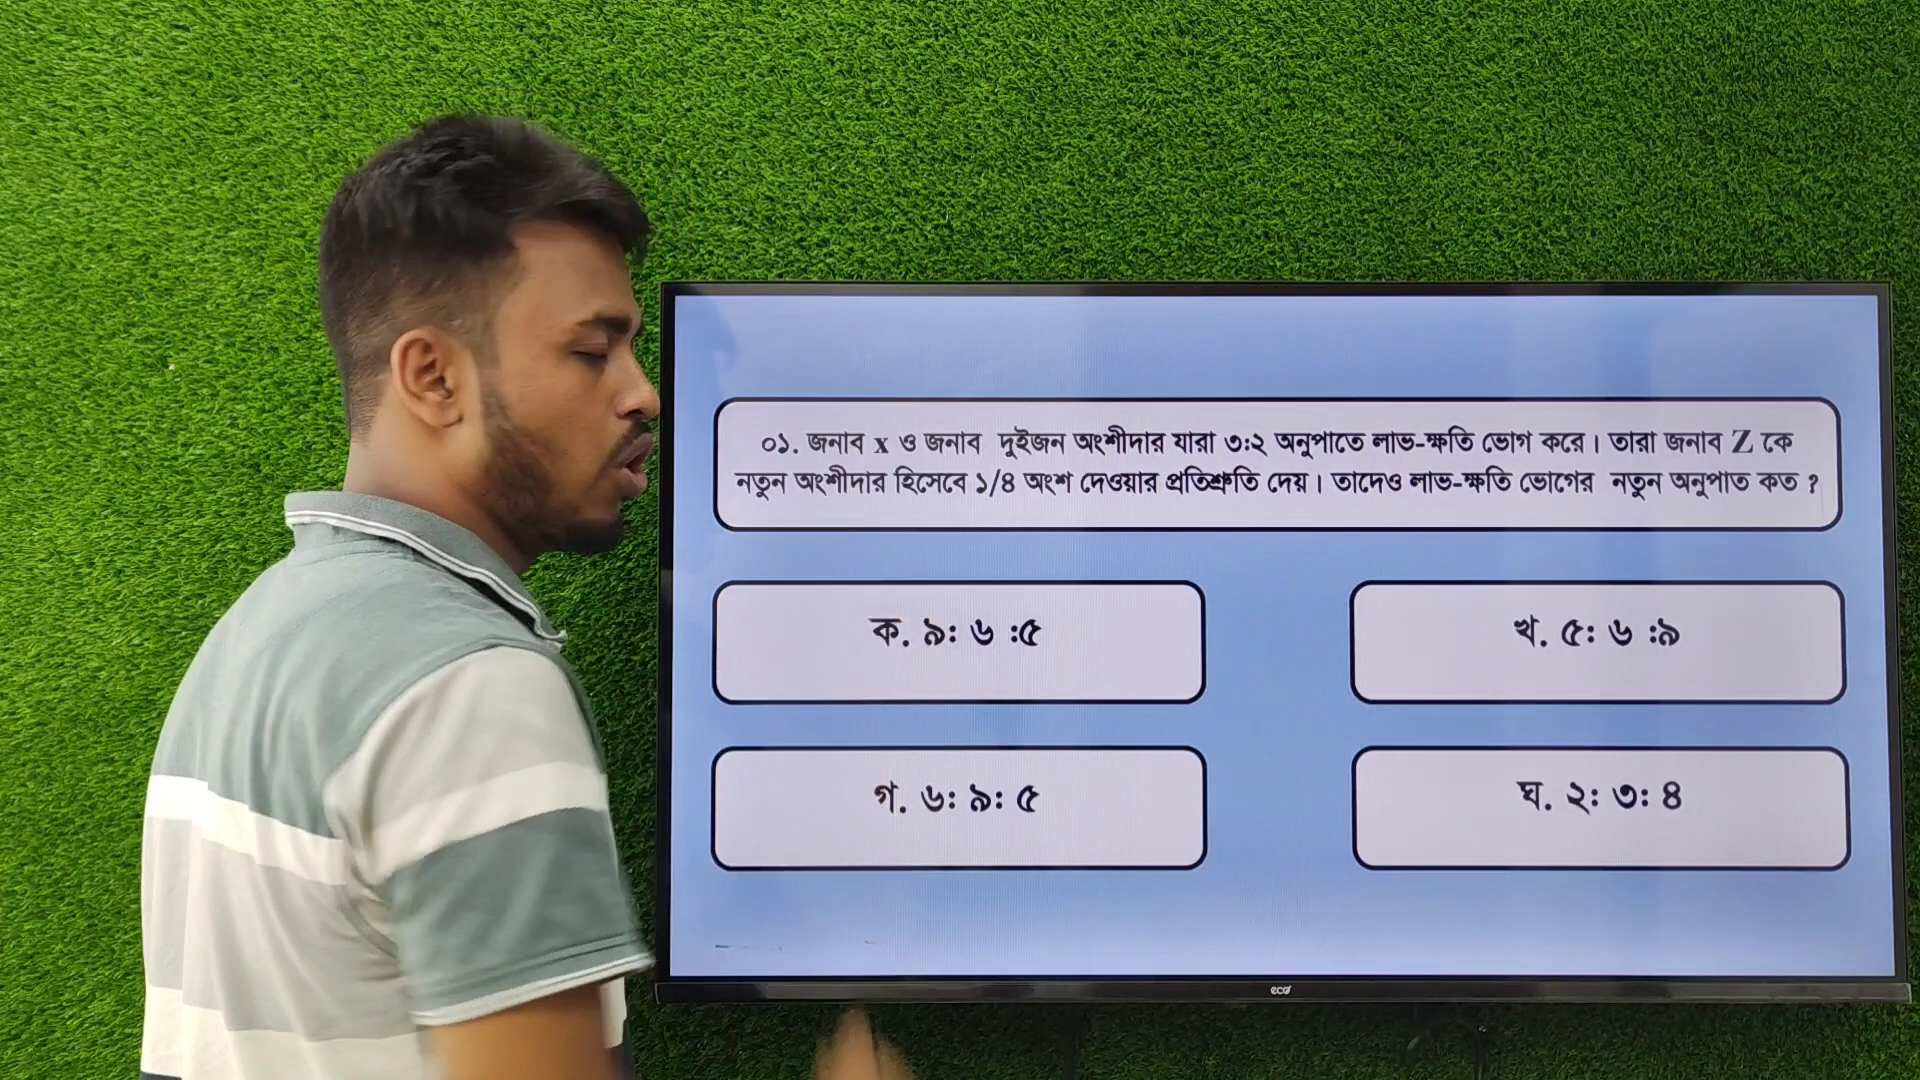 ০১. জনাব x ও জনাব দুইজন অংশীদার যারা ৩:২ অনুপাতে লাভ-ক্ষতি ভোগ করে। তারা জনাব Z কে
নতুন অংশীদার হিসেবে ১/৪ অংশ দেওয়ার প্রতিশ্রুতি দেয়। তাদেও লাভ-ক্ষতি ভোগের নতুন অনুপাত কত ?
ক. ৯: ৬ :৫
খ. ৫: ৬ :৯
গ. ৬: ৯: ৫
ঘ. ২: ৩: ৪
eco